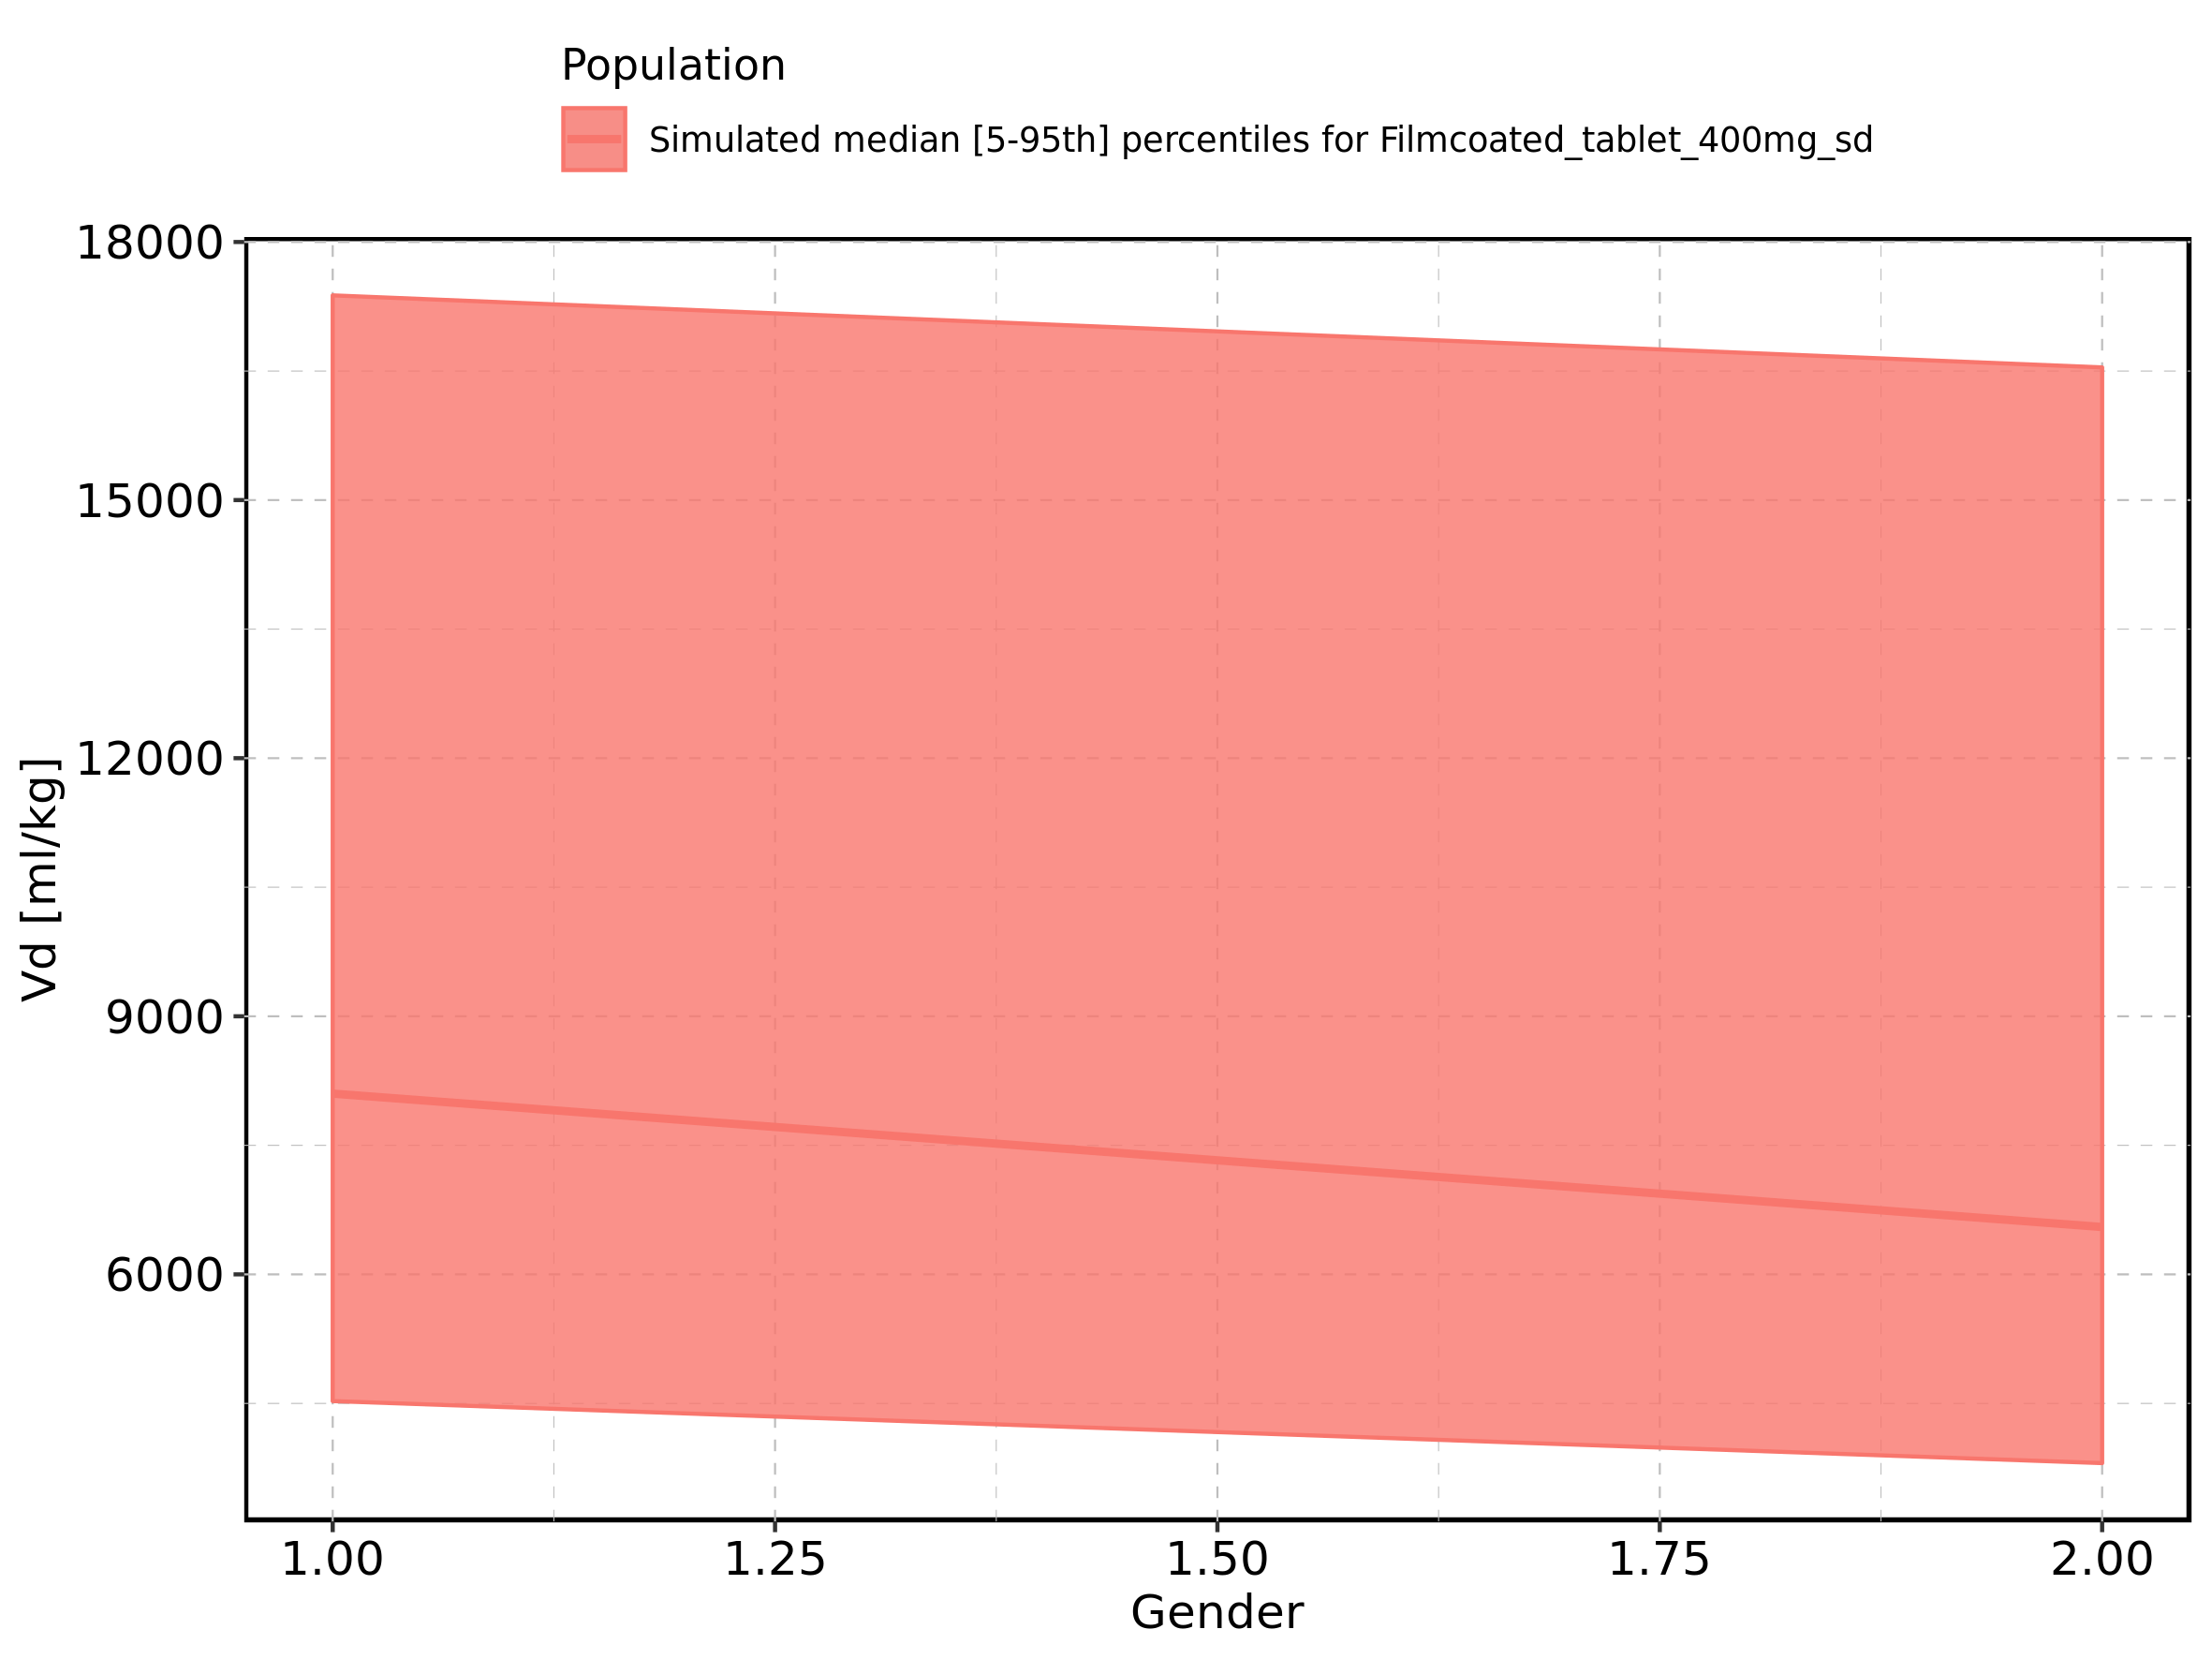 Population
Simulated median [5-95th] percentiles for Filmcoated_tablet_400mg_sd
18000
15000
12000
9000
6000
Vd [ml/kg]
1.00 1.25 1.50 1.75 2.00
Gender